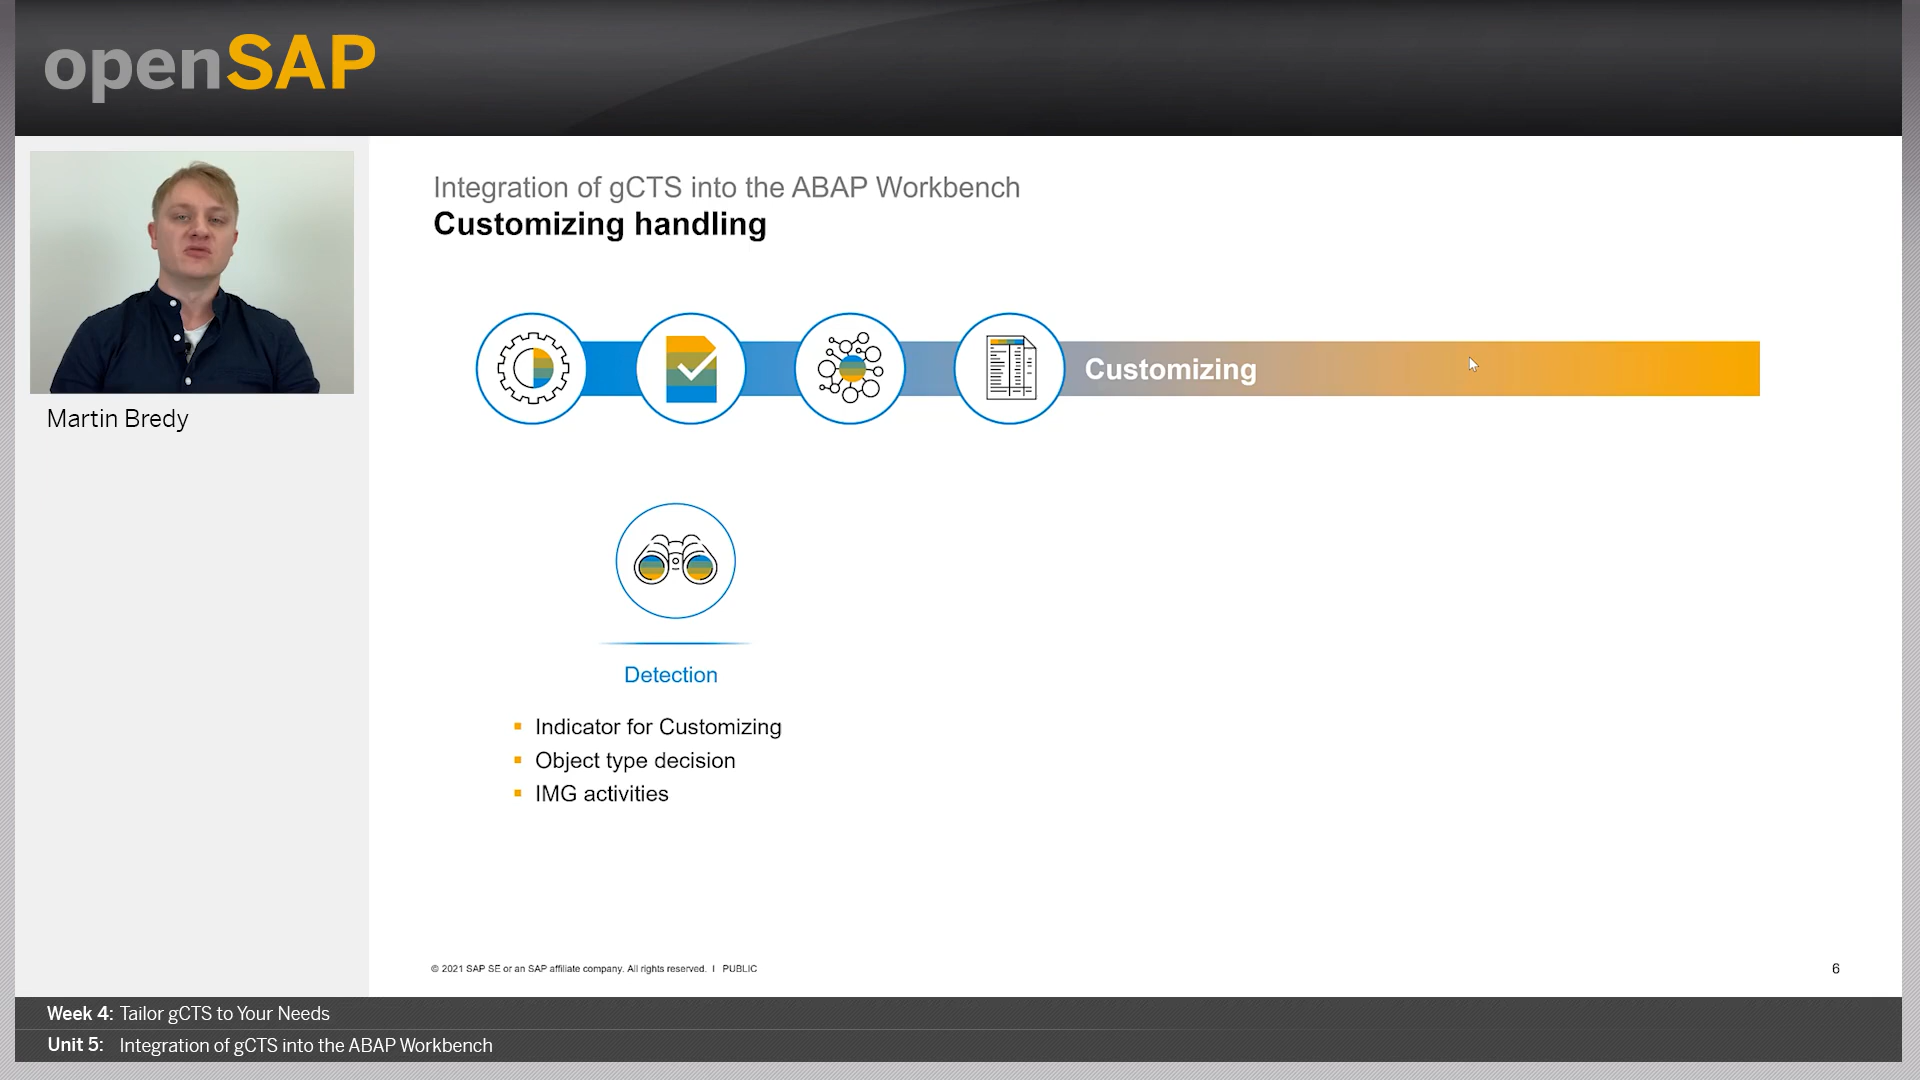 openSAP
Martin Bredy
Integration of gCTS into the ABAP Workbench
Customizing handling
Customizing
Detection
Indicator for Customizing
Object type decision
IMG activities
© 2021 SAP SE or an SAP affiliate company. All rights reserved. I PUBLIC
6
Week 4: Tailor gCTS to Your Needs
Unit 5: Integration of gCTS into the ABAP Workbench